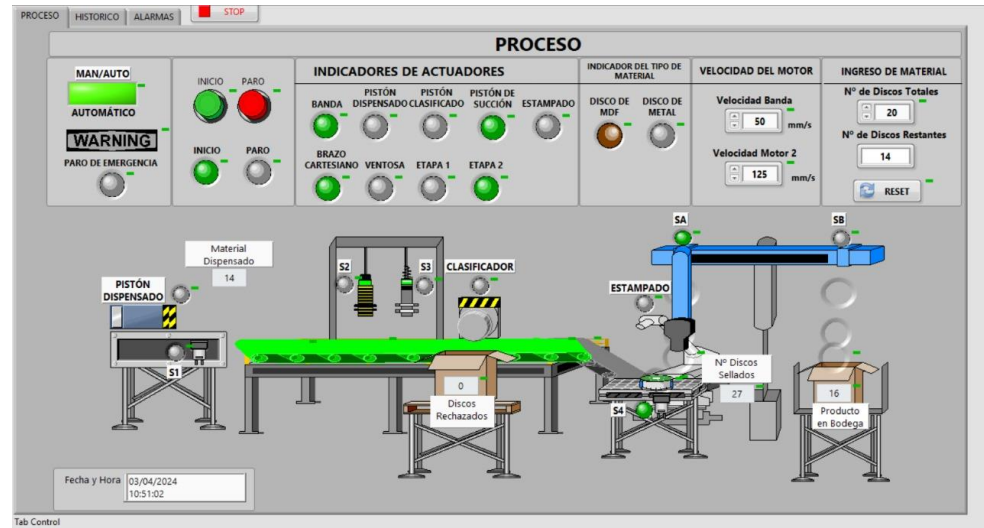 PROCESO HISTORICO ALARMAS STOP
PROCESO
MAN/AUTO
AUTOMÁTICO
WARNING
PARO DE EMERGENCIA
INICIO PARO
INICIO PARO
INDICADORES DE ACTUADORES
BANDA
PISTÓN
DISPENSADO
PISTÓN
CLASIFICADO
PISTÓN DE
SUCCIÓN
ESTAMPADO
BRAZO
CARTESIANO
VENTOSA
ETAPA 1
ETAPA 2
INDICADOR DEL TIPO DE
MATERIAL
DISCO DE
MDF
DISCO DE
METAL
VELOCIDAD DEL MOTOR
Velocidad Banda
50 mm/s
Velocidad Motor 2
125 mm/s
INGRESO DE MATERIAL
Nº de Discos Totales
20
Nº de Discos Restantes
14
RESET
Material
Dispensado
14
PISTÓN
DISPENSADO
S1
S2
S3
CLASIFICADOR
0
Discos
Rechazados
ESTAMPADO
SA
SB
S4
Nº Discos
Sellados
27
16
Producto
en Bodega
Fecha y Hora
03/04/2024
10:51:02
Tab Control